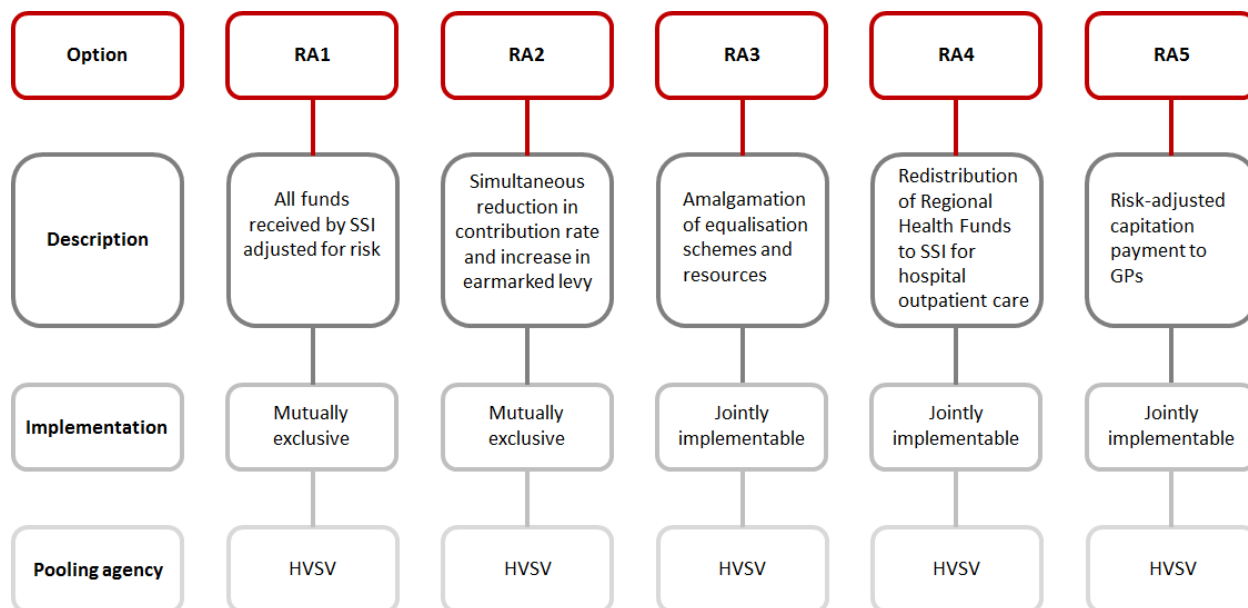 Option
RA1
RA2
RA3
RA4
RA5
Description
All funds
received by SSI
adjusted for risk
Simultaneous
reduction in
contribution rate
and increase in
earmarked levy
Amalgamation
of equalisation
schemes and
resources
Redistribution
of Regional
Health Funds
to SSI for
hospital
outpatient care
Risk-adjusted
capitation
payment to
GPs
Implementation
Mutually
exclusive
Mutually
exclusive
Jointly
implementable
Jointly
implementable
Jointly
implementable
Pooling agency
HVSV
HVSV
HVSV
HVSV
HVSV